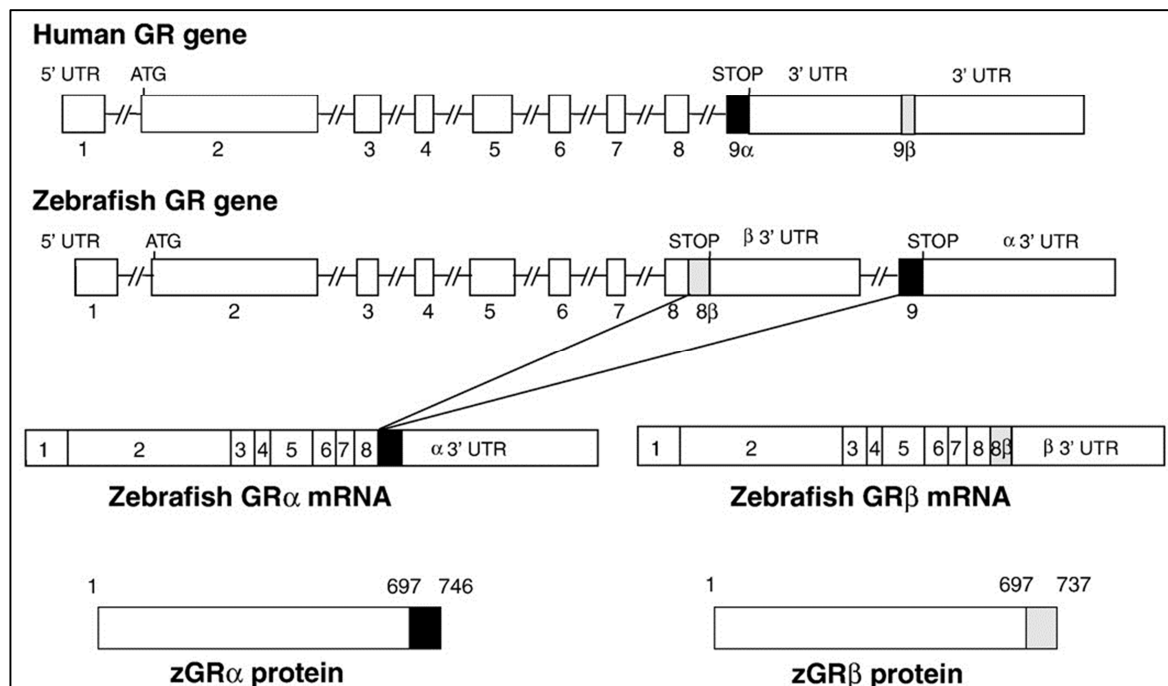 Human GR gene
5' UTR ATG STOP 3' UTR 3' UTR
1 2 3 4 5 6 7 8 9α 9β
Zebrafish GR gene
5' UTR ATG STOP β 3' UTR STOP α 3' UTR
1 2 3 4 5 6 7 8 8β 9
1 2 3 4 5 6 7 8 α 3' UTR
Zebrafish GRα mRNA
1 2 3 4 5 6 7 8 8β β 3' UTR
Zebrafish GRβ mRNA
1 697 746
zGRα protein
1 697 737
zGRβ protein